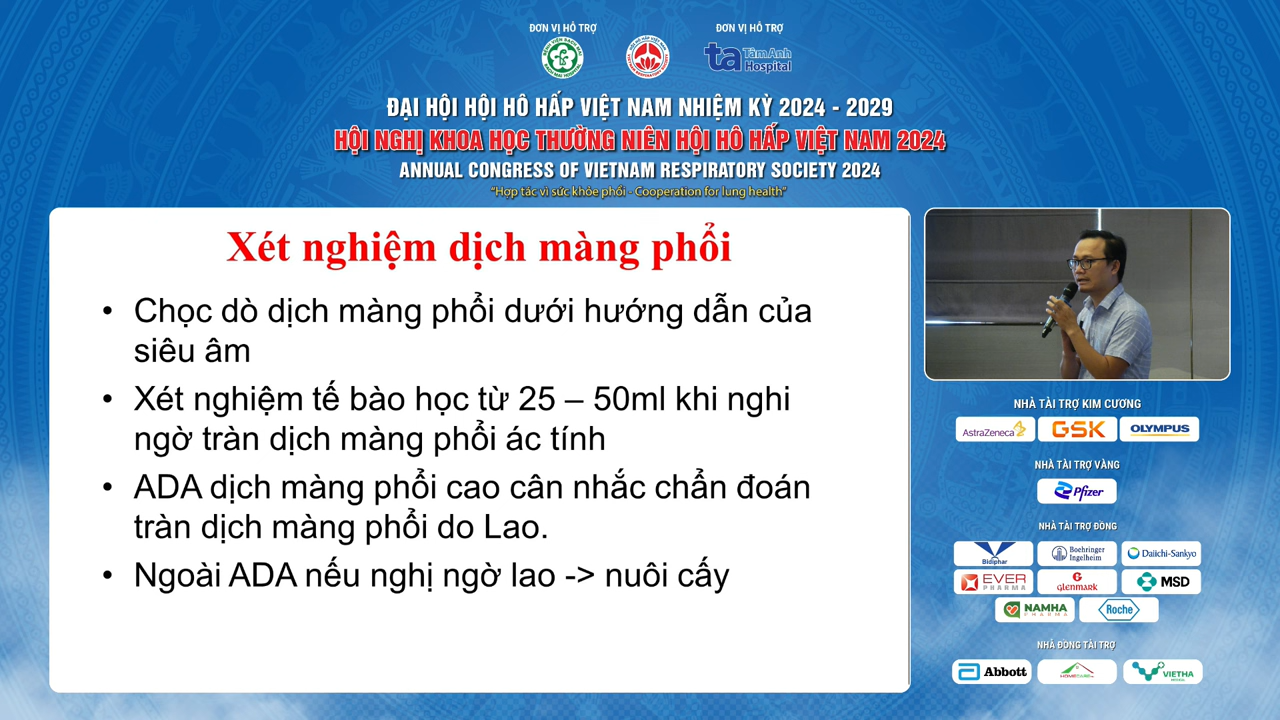 ĐƠN VỊ HỖ TRỢ
ĐƠN VỊ HỖ TRỢ
ta TâmAnh
Hospital
ĐẠI HỘI HỘI HÔ HẤP VIỆT NAM NHIỆM KỲ 2024 - 2029
HỘI NGHỊ KHOA HỌC THƯỜNG NIÊN HỘI HÔ HẤP VIỆT NAM 2024
ANNUAL CONGRESS OF VIETNAM RESPIRATORY SOCIETY 2024
“Hợp tác vì sức khỏe phổi - Cooperation for lung health”
Xét nghiệm dịch màng phổi
• Chọc dò dịch màng phổi dưới hướng dẫn của
siêu âm
• Xét nghiệm tế bào học từ 25 – 50ml khi nghi
ngờ tràn dịch màng phổi ác tính
• ADA dịch màng phổi cao cân nhắc chẩn đoán
tràn dịch màng phổi do Lao.
• Ngoài ADA nếu nghị ngờ lao -> nuôi cấy
NHÀ TÀI TRỢ KIM CƯƠNG
AstraZeneca GSK OLYMPUS
NHÀ TÀI TRỢ VÀNG
Pfizer
NHÀ TÀI TRỢ ĐỒNG
Bidiphar Boehringer Ingelheim Daiichi-Sankyo
EVER PHARMA GLENMARK MSD
NAMHA PHARMA Roche
NHÀ ĐỒNG TÀI TRỢ
Abbott HOMECARE VIETHA